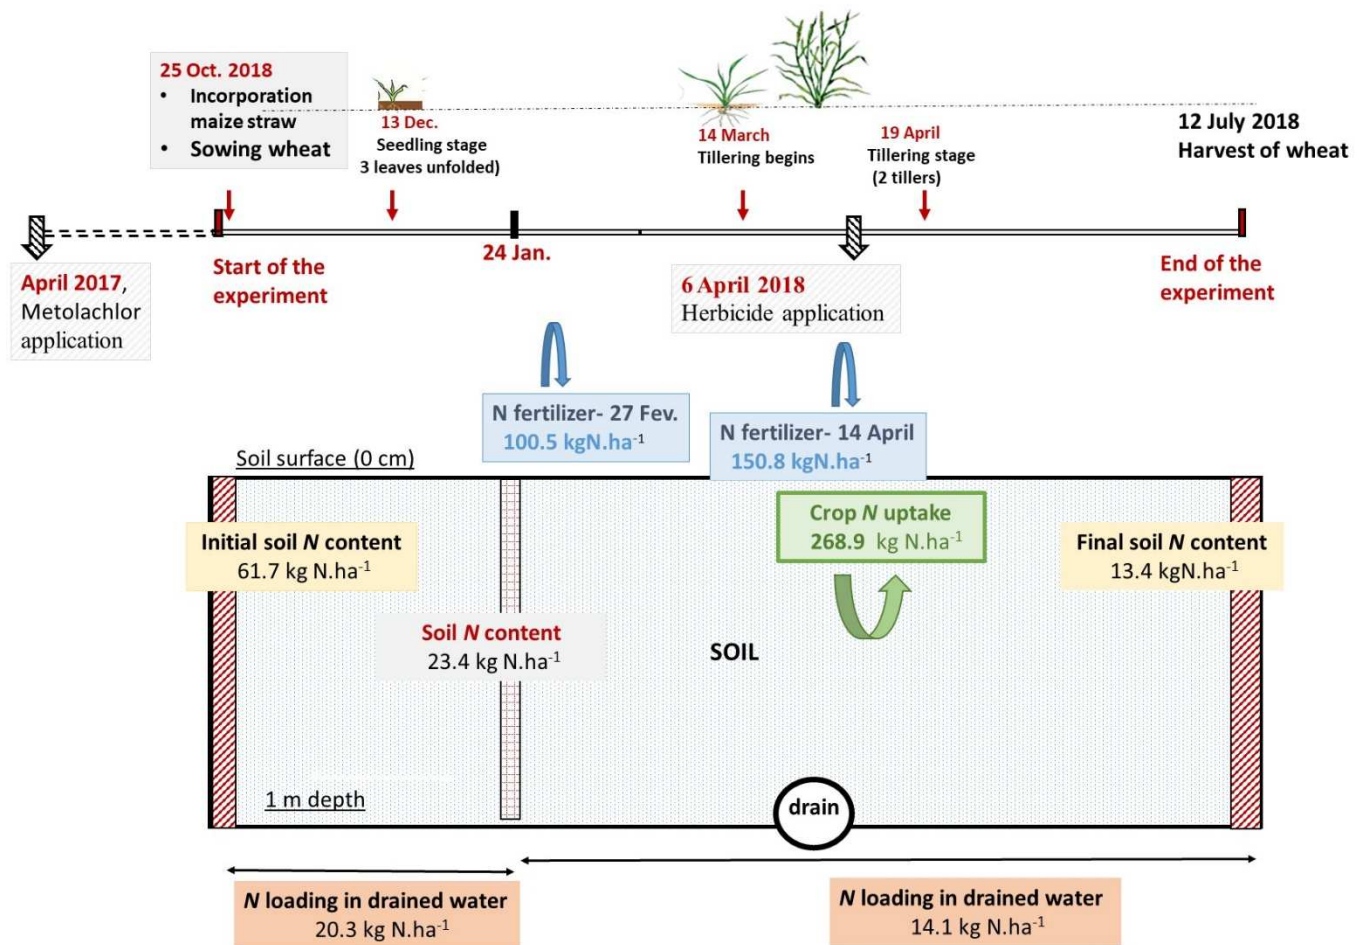 25 Oct. 2018
• Incorporation
maize straw
• Sowing wheat
13 Dec.
Seedling stage
3 leaves unfolded)
14 March
Tillering begins
19 April
Tillering stage
(2 tillers)
12 July 2018
Harvest of wheat
24 Jan.
April 2017,
Metolachlor
application
Start of the
experiment
6 April 2018
Herbicide application
End of the
experiment
N fertilizer- 27 Fev.
100.5 kgN.ha⁻¹
N fertilizer- 14 April
150.8 kgN.ha⁻¹
Soil surface (0 cm)
Crop N uptake
268.9 kg N.ha⁻¹
Initial soil N content
61.7 kg N.ha⁻¹
Final soil N content
13.4 kgN.ha⁻¹
Soil N content
23.4 kg N.ha⁻¹
SOIL
1 m depth
drain
N loading in drained water
20.3 kg N.ha⁻¹
N loading in drained water
14.1 kg N.ha⁻¹